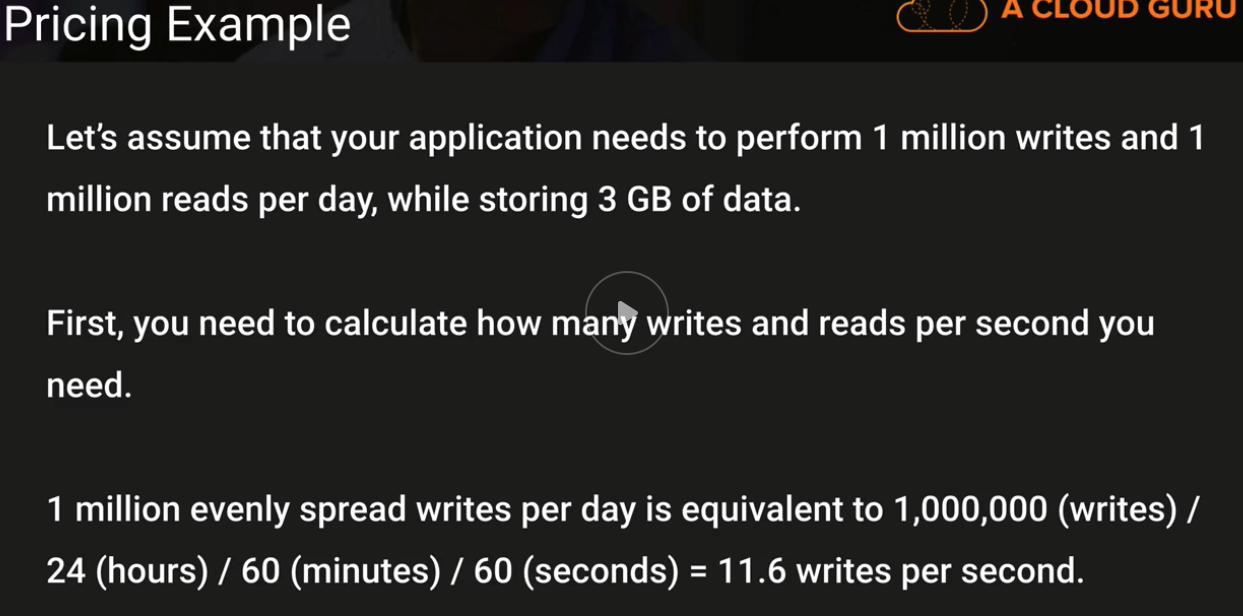 Pricing Example
A CLOUD GURU
Let's assume that your application needs to perform 1 million writes and 1
million reads per day, while storing 3 GB of data.
First, you need to calculate how many writes and reads per second you
need.
1 million evenly spread writes per day is equivalent to 1,000,000 (writes) /
24 (hours) / 60 (minutes) / 60 (seconds) = 11.6 writes per second.